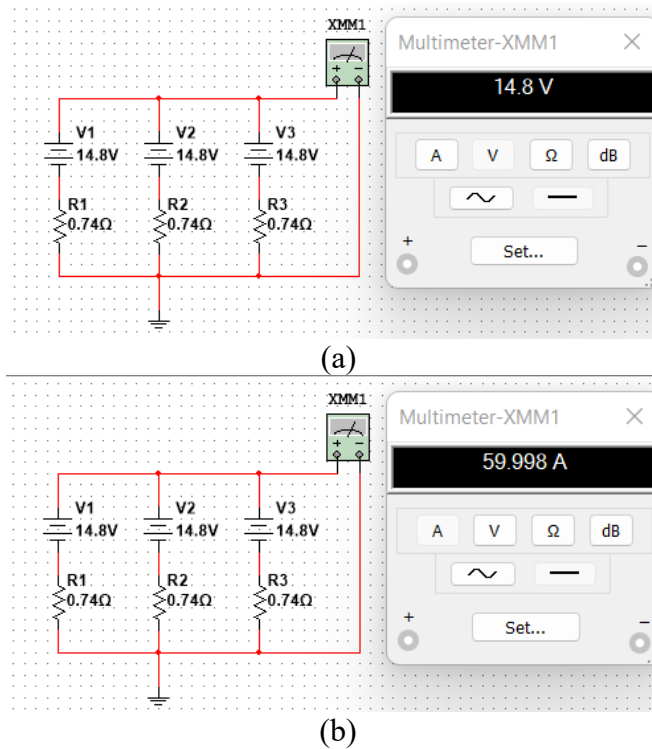 XMM1
Multimeter-XMM1
14.8 V
V1 V2 V3
14.8V 14.8V 14.8V
A V Ω dB
R1 R2 R3
0.74Ω 0.74Ω 0.74Ω
+ Set... −
(a)
XMM1
Multimeter-XMM1
59.998 A
V1 V2 V3
14.8V 14.8V 14.8V
A V Ω dB
R1 R2 R3
0.74Ω 0.74Ω 0.74Ω
+ Set... −
(b)